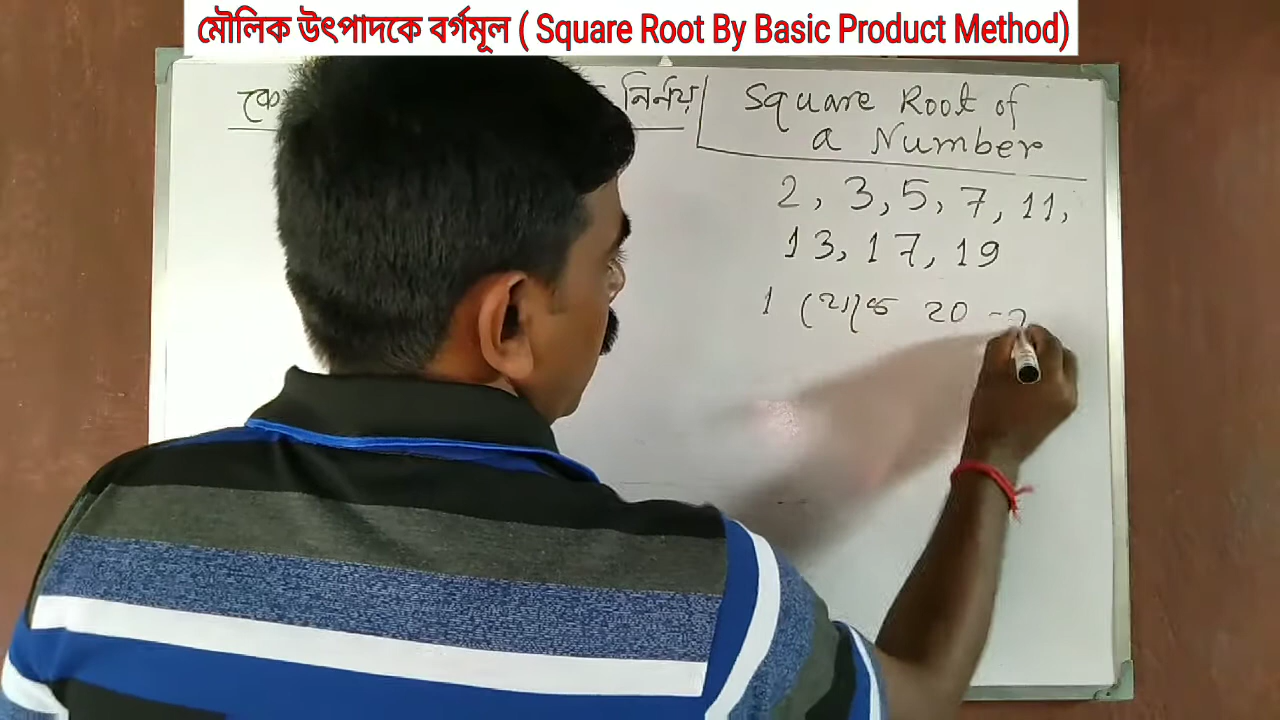 মৌলিক উৎপাদকে বর্গমূল ( Square Root By Basic Product Method)
নির্নয়
Square Root of
a Number
2, 3, 5, 7, 11,
13, 17, 19
1 থেকে 20